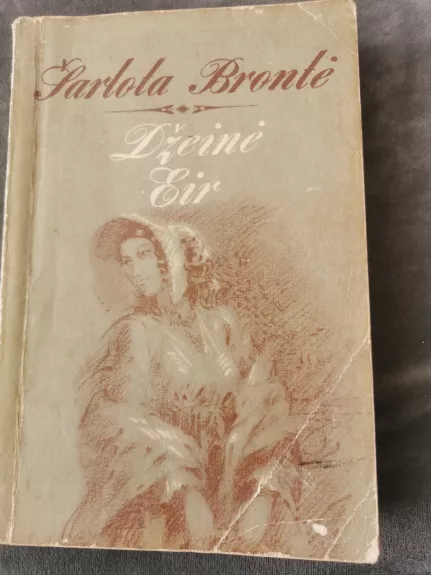 Šarlota Brontė
Džeinė
Eir